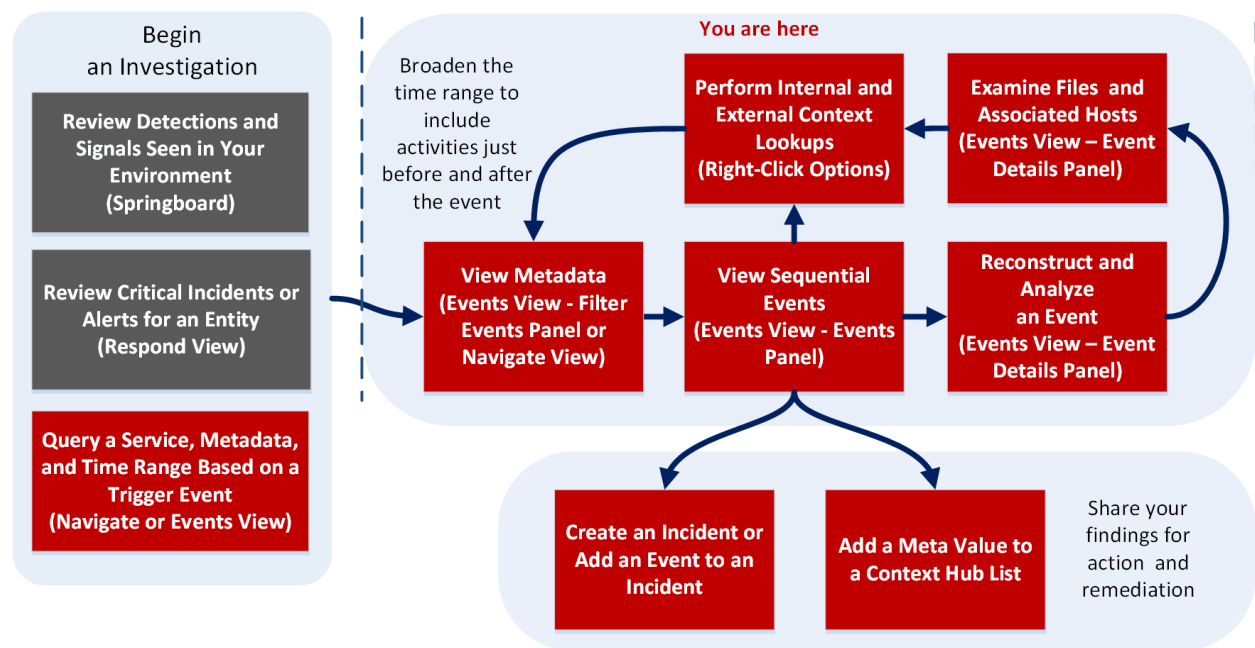 Begin
an Investigation
Review Detections and
Signals Seen in Your
Environment
(Springboard)
Review Critical Incidents or
Alerts for an Entity
(Respond View)
Query a Service, Metadata,
and Time Range Based on a
Trigger Event
(Navigate or Events View)
You are here
Broaden the
time range to
include
activities just
before and after
the event
Perform Internal and
External Context
Lookups
(Right-Click Options)
Examine Files and
Associated Hosts
(Events View – Event
Details Panel)
View Metadata
(Events View - Filter
Events Panel or
Navigate View)
View Sequential
Events
(Events View - Events
Panel)
Reconstruct and
Analyze
an Event
(Events View – Event
Details Panel)
Create an Incident or
Add an Event to an
Incident
Add a Meta Value to
a Context Hub List
Share your
findings for
action and
remediation